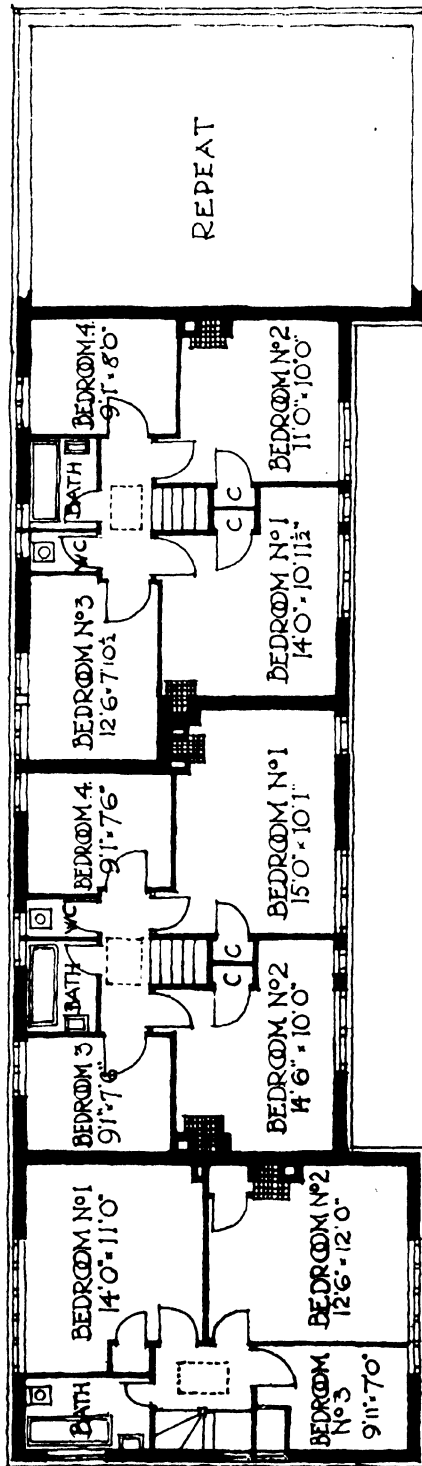 REPEAT
BEDROOM 4.
9'1" × 8'0"
BATH
WC
BEDROOM Nº2
11'0" × 10'0"
C
C
BEDROOM Nº1
14'0" × 10'11½"
BEDROOM Nº3
12'6" × 7'10½
BEDROOM 4.
9'1" × 7'6"
WC
BATH
BEDROOM Nº1
15'0" × 10'1"
C
C
BEDROOM Nº2
14'6" × 10'0"
BEDROOM 3
9'1" × 7'6"
BEDROOM Nº1
14'0" × 11'0"
BEDROOM Nº2
12'6" × 12'0"
BATH
BEDROOM
Nº3
9'11" × 7'0"